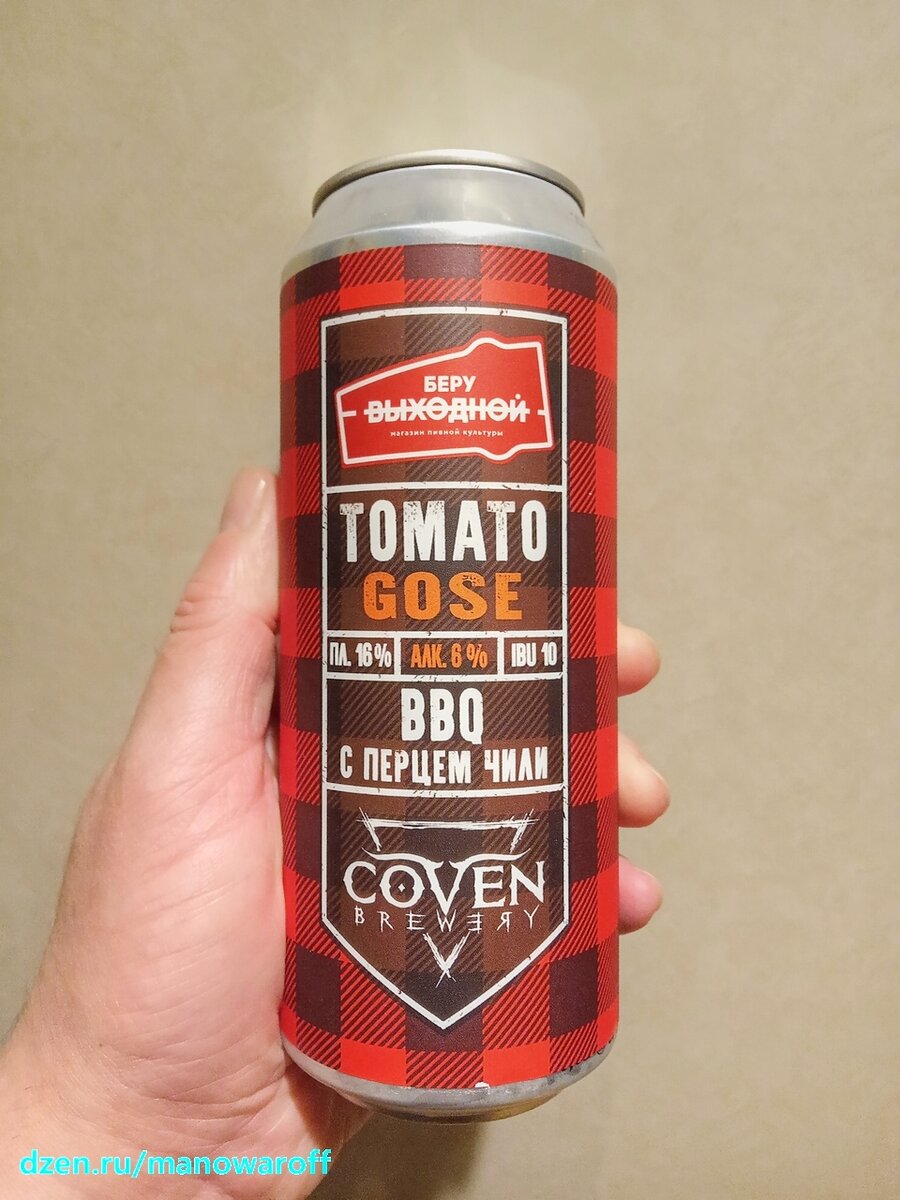 БЕРУ
ВЫХОДНОЙ
магазин пивной культуры
TOMATO
GOSE
ПЛ. 16% АЛК. 6% IBU 10
BBQ
С ПЕРЦЕМ ЧИЛИ
COVEN
BREWERY
dzen.ru/manowaroff